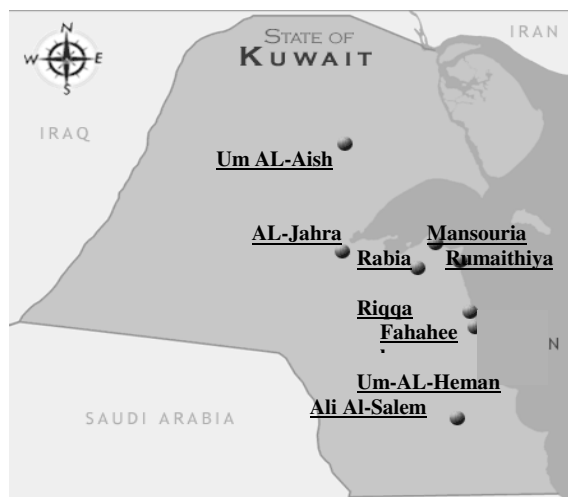 N
W E
S
STATE OF
KUWAIT
IRAN
IRAQ
Um AL-Aish
AL-Jahra
Mansouria
Rabia
Rumaithiya
Riqqa
Fahahee
N
Um-AL-Heman
Ali Al-Salem
SAUDI ARABIA